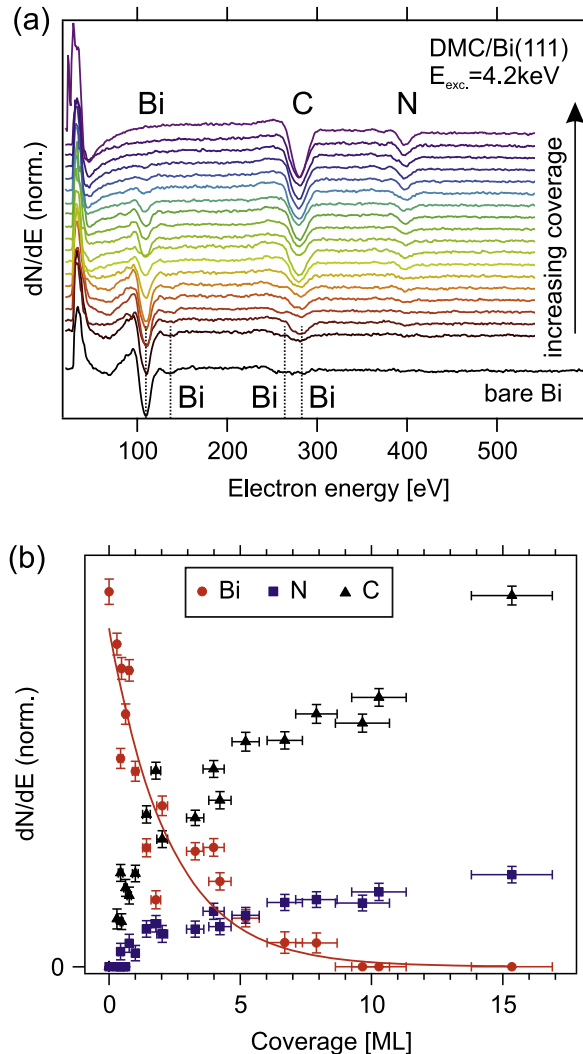 (a)
DMC/Bi(111)
E_exc.=4.2keV
Bi C N
dN/dE (norm.)
increasing coverage
bare Bi
Bi Bi Bi
100 200 300 400 500
Electron energy [eV]
(b)
Bi N C
dN/dE (norm.)
0
0 5 10 15
Coverage [ML]